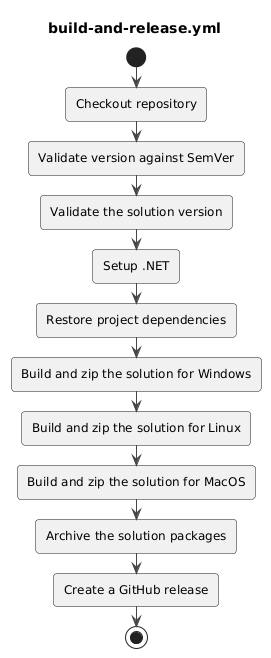 build-and-release.yml
Checkout repository
Validate version against SemVer
Validate the solution version
Setup .NET
Restore project dependencies
Build and zip the solution for Windows
Build and zip the solution for Linux
Build and zip the solution for MacOS
Archive the solution packages
Create a GitHub release